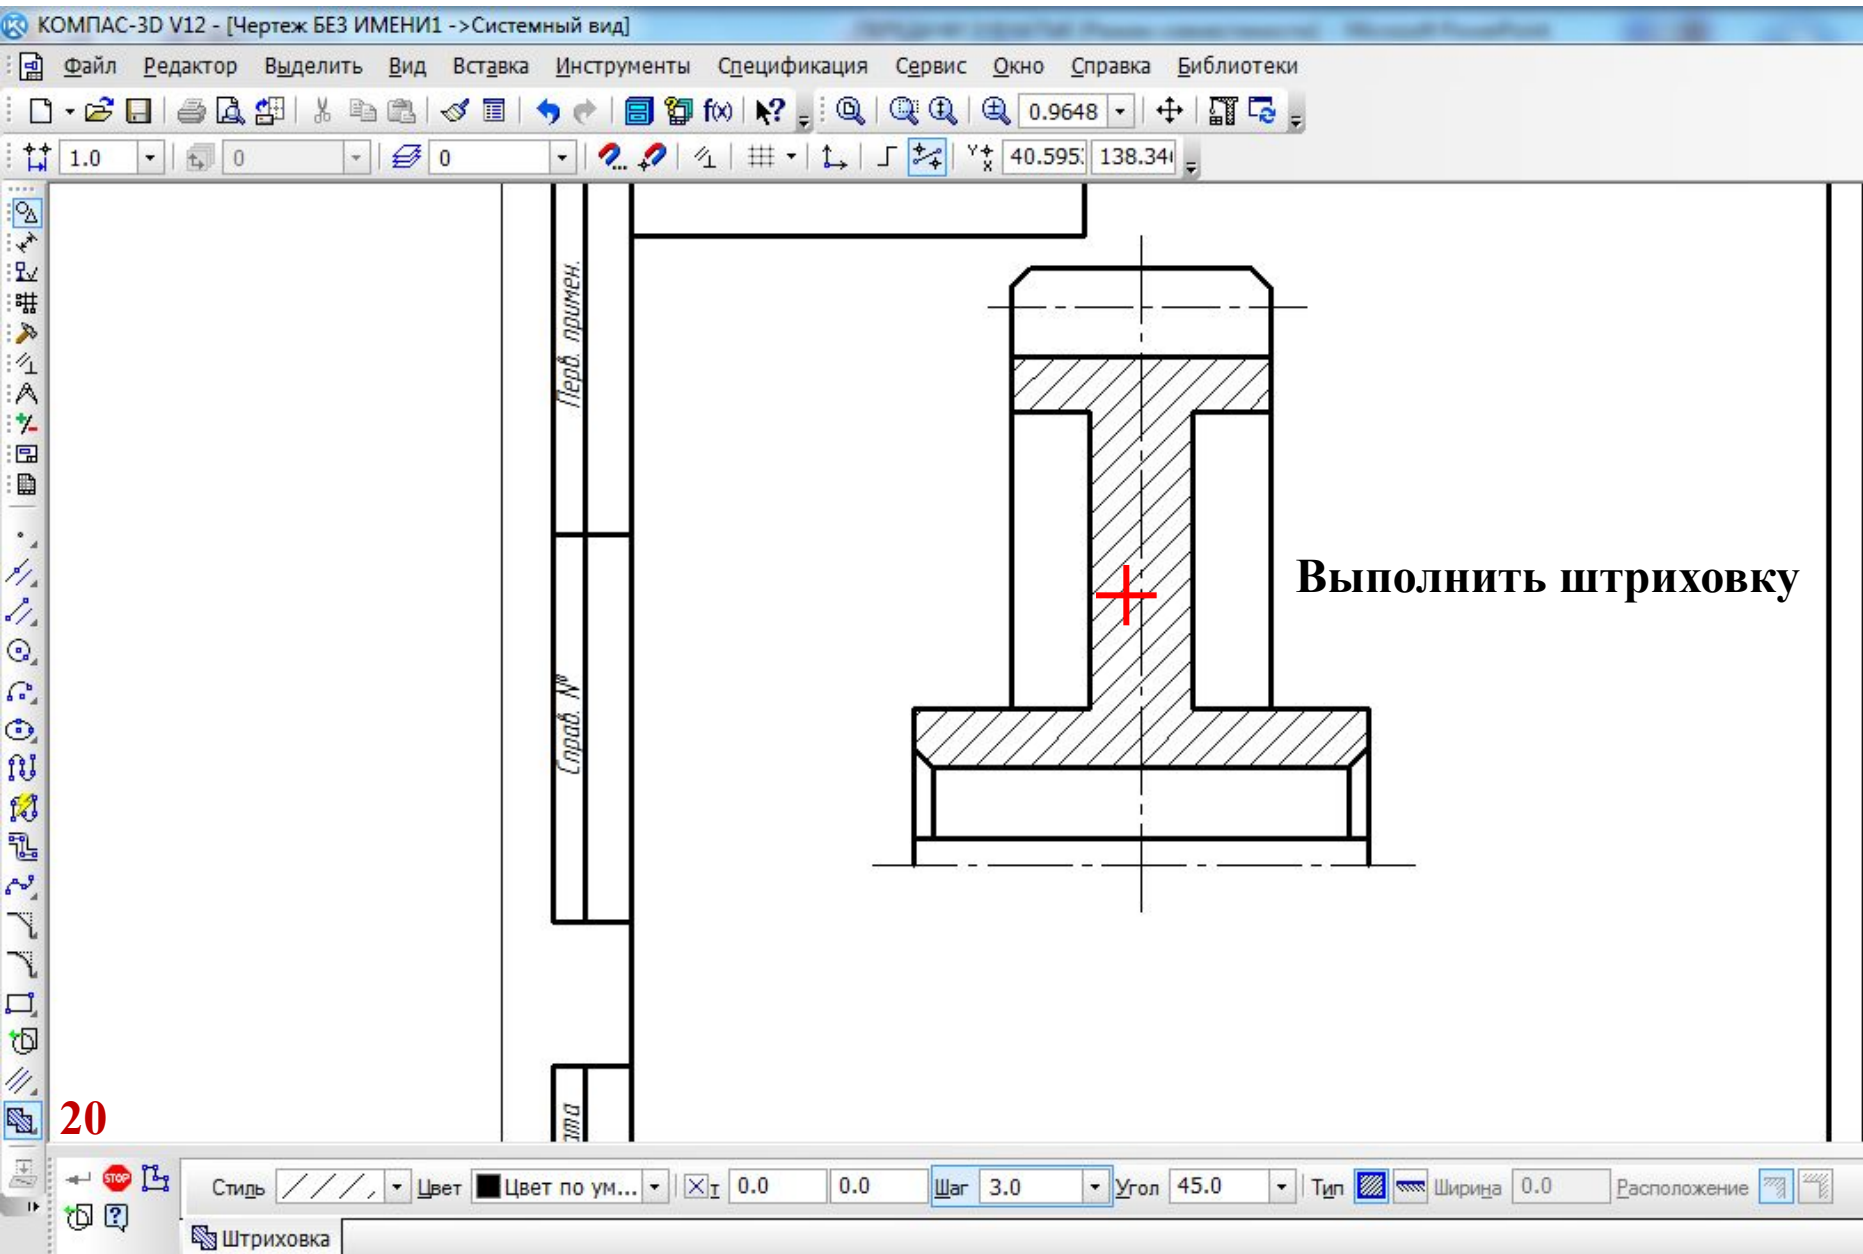 КОМПАС-3D V12 - [Чертеж БЕЗ ИМЕНИ1 ->Системный вид]
Файл Редактор Выделить Вид Вставка Инструменты Спецификация Сервис Окно Справка Библиотеки
f(x) 0.9648
1.0 0 0 40.595 138.34
Перв. примен.
Выполнить штриховку
Справ. №
20
Стиль Цвет Цвет по ум... т 0.0 0.0 Шаг 3.0 Угол 45.0 Тип Ширина 0.0 Расположение
STOP
Штриховка